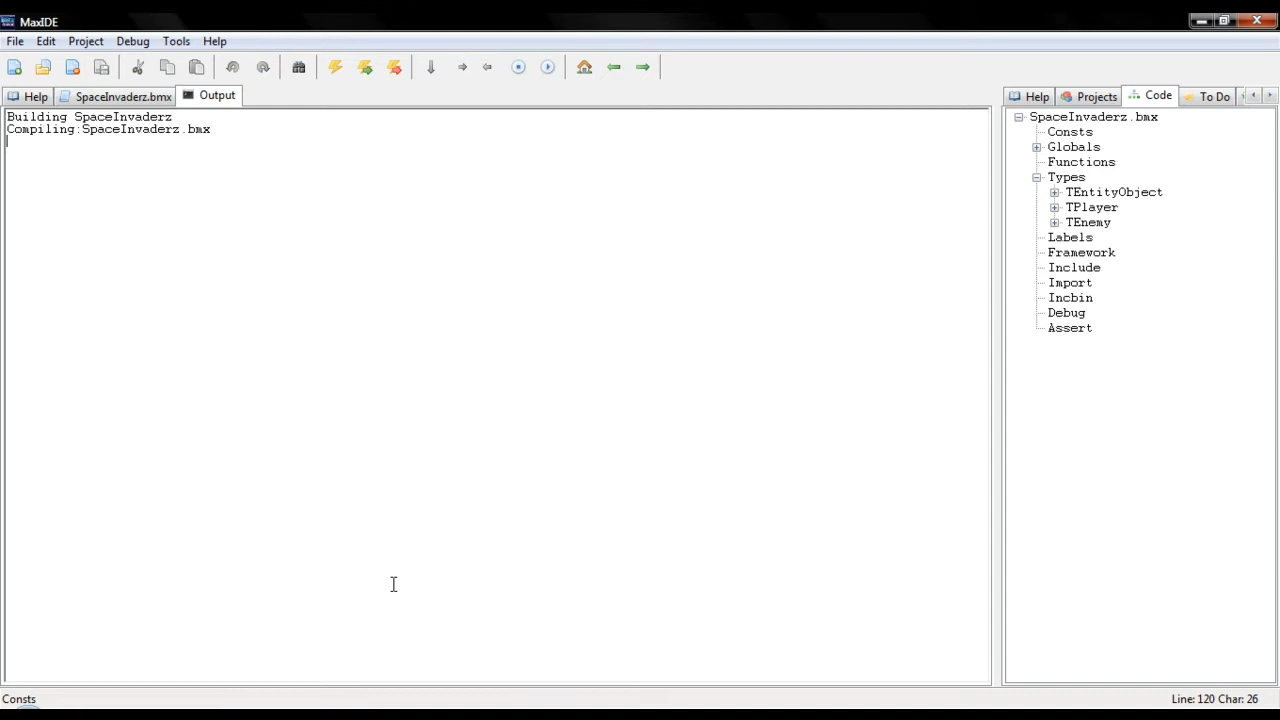 MaxIDE
File Edit Project Debug Tools Help
Help SpaceInvaderz.bmx Output
Help Projects Code To Do
Building SpaceInvaderz
Compiling:SpaceInvaderz.bmx
SpaceInvaderz.bmx
Consts
Globals
Functions
Types
TEntityObject
TPlayer
TEnemy
Labels
Framework
Include
Import
Incbin
Debug
Assert
Consts
Line: 120 Char: 26